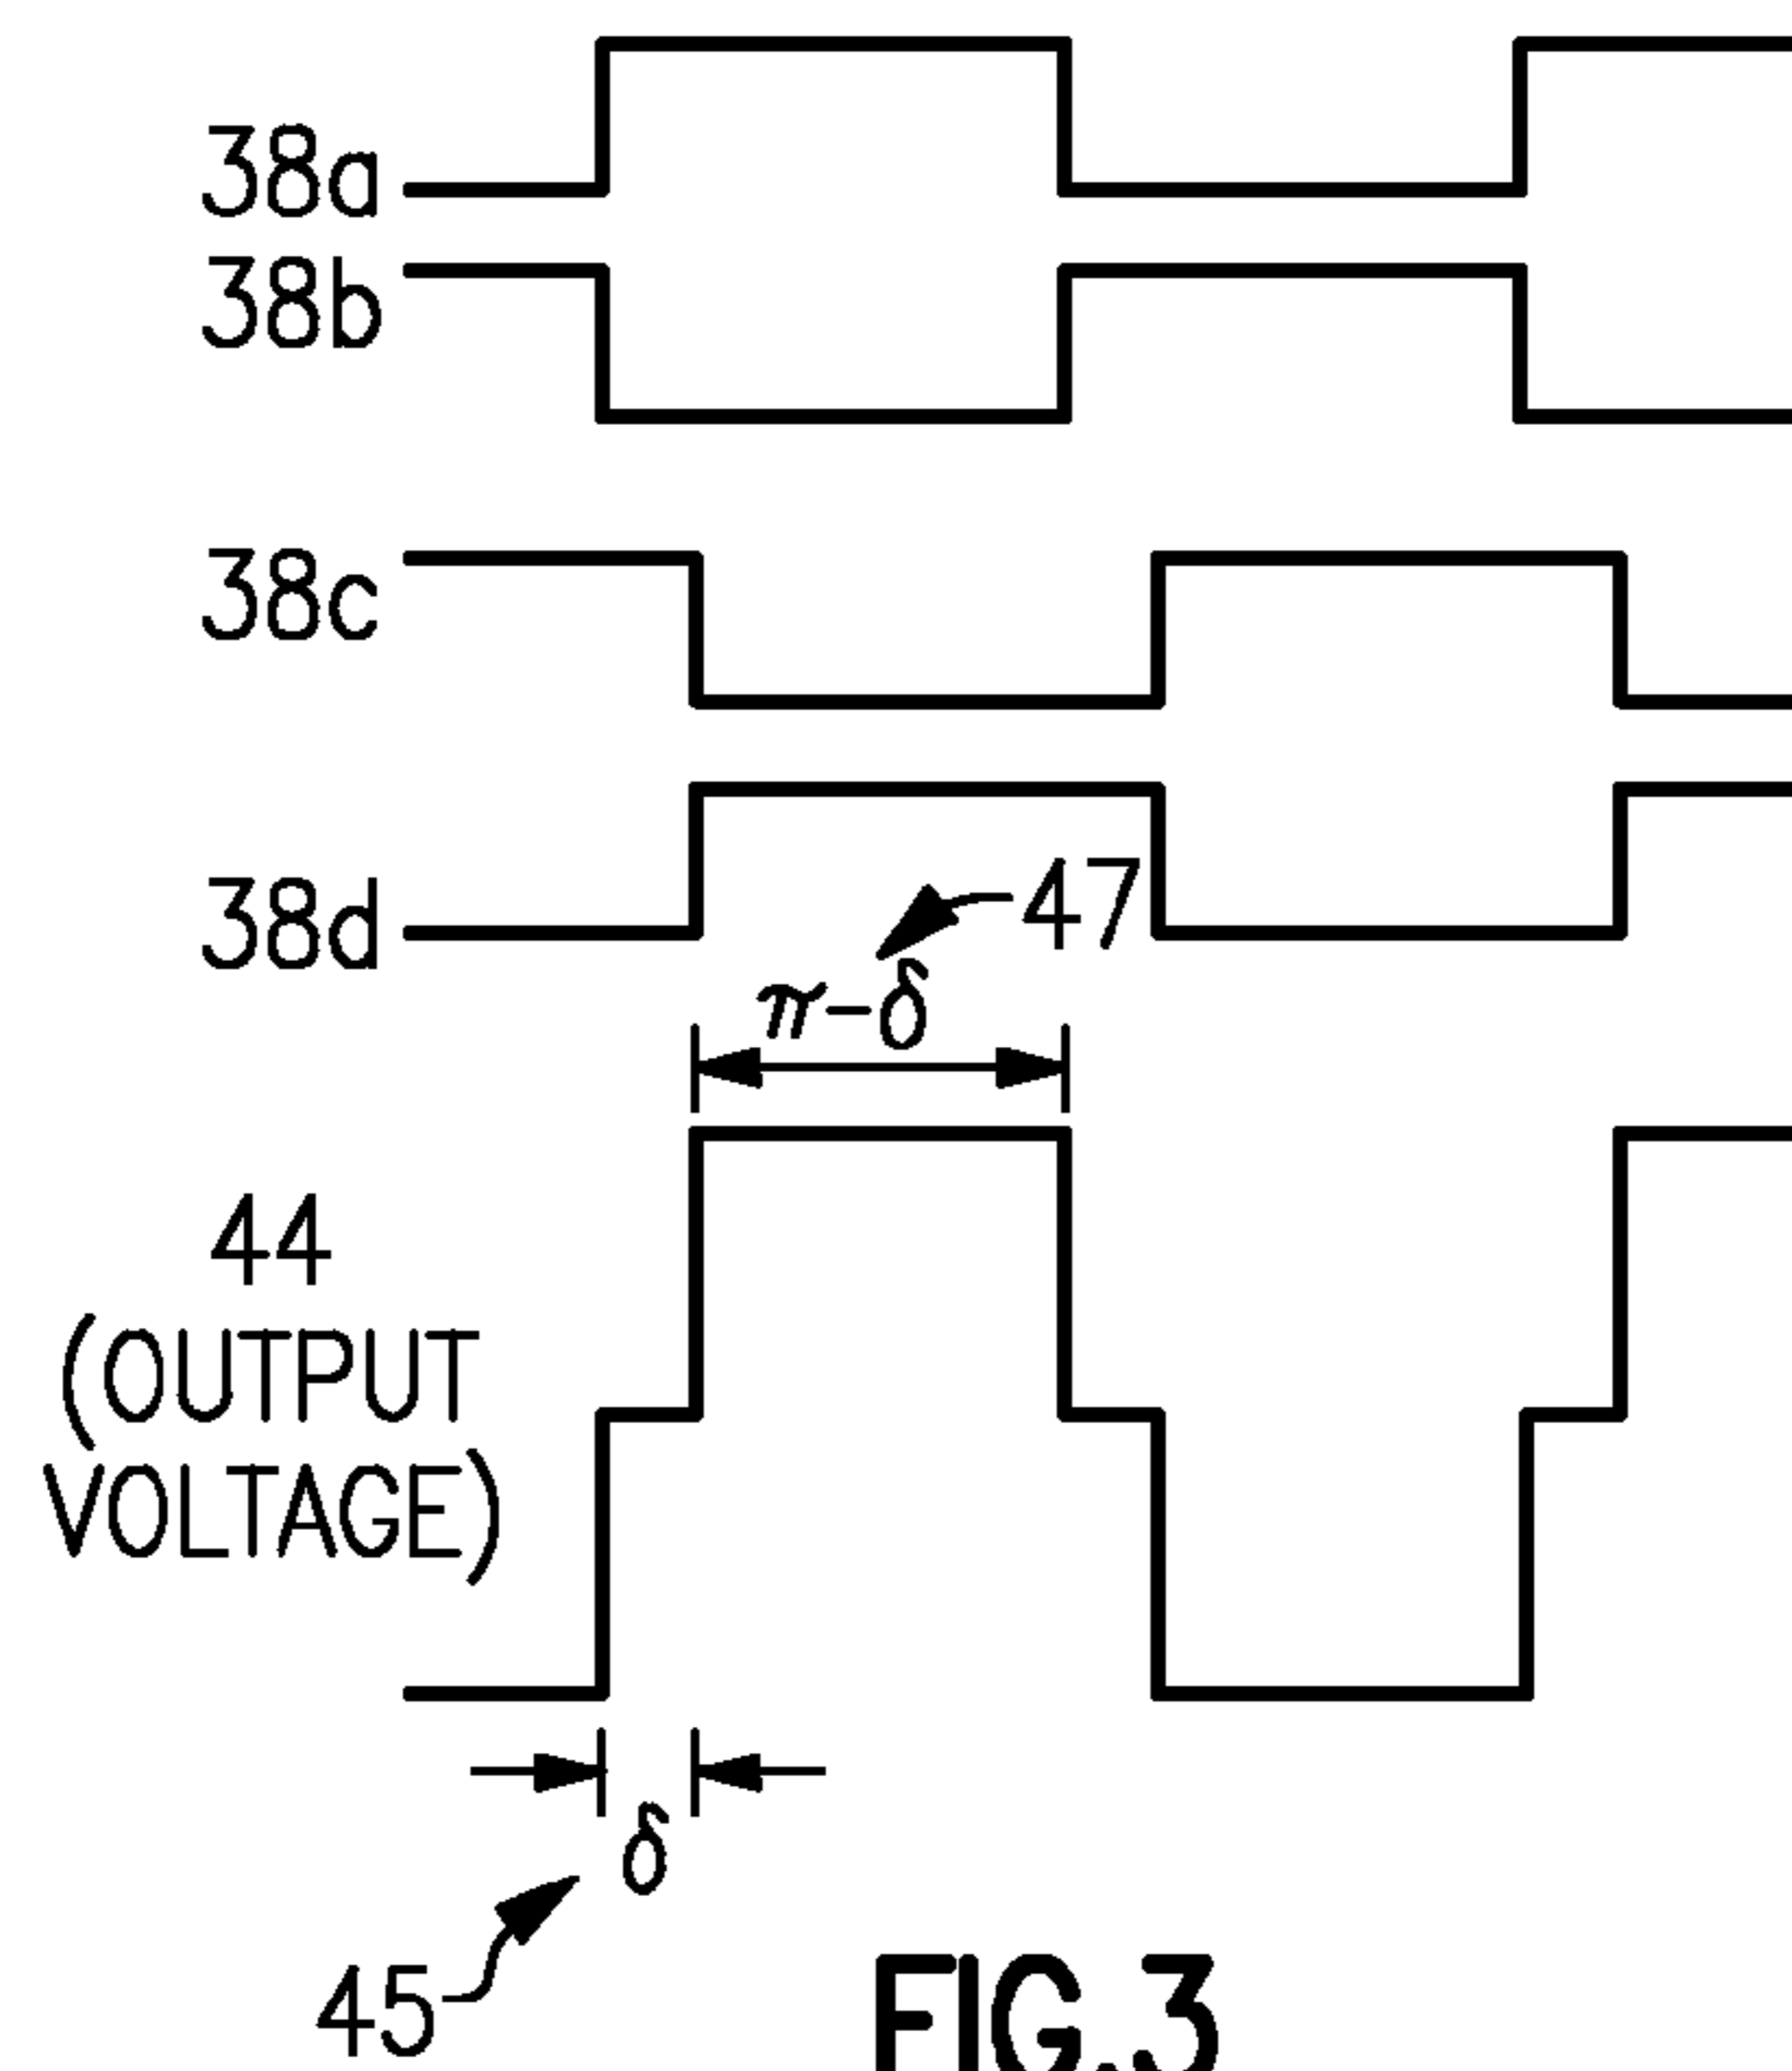 38a
38b
38c
38d
47
π-δ
44
(OUTPUT
VOLTAGE)
δ
45
FIG.3